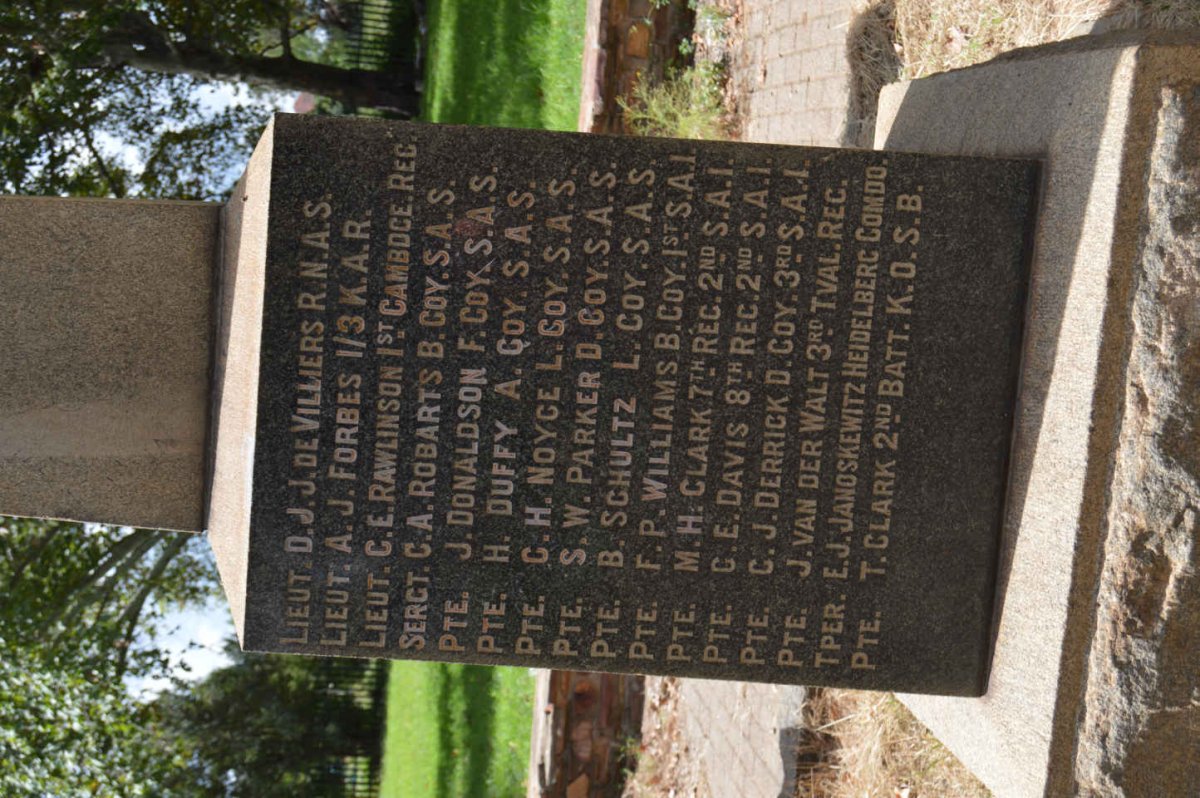 LIEUT. D. J. J. DE VILLIERS R. N. A. S.
LIEUT. A. J. FORBES 1/3 K. A. R.
LIEUT. C. E. RAWLINSON 1ST CAMBDGE. REG
SERGT. C. A. ROBARTS B. COY. S. A. S.
PTE. J. DONALDSON F. COY. S. A. S.
PTE. H. DUFFY A. COY. S. A. S.
PTE. C. H. NOYCE L. COY. S. A. S.
PTE. S. W. PARKER D. COY. S. A. S.
PTE. B. SCHULTZ L. COY. S. A. S.
PTE. F. P. WILLIAMS B. COY. 1ST S. A. I.
PTE. M. H. CLARK 7TH REG. 2ND S. A. I.
PTE. C. E. DAVIS 8TH REG. 2ND S. A. I.
PTE. C. J. DERRICK D. COY. 3RD S. A. I.
PTE. J. VAN DER WALT 3RD TVAL. REG.
TPER. E. J. JANOSKEWITZ HEIDELBERG COMDO.
PTE. T. CLARK 2ND BATT. K. O. S. B.